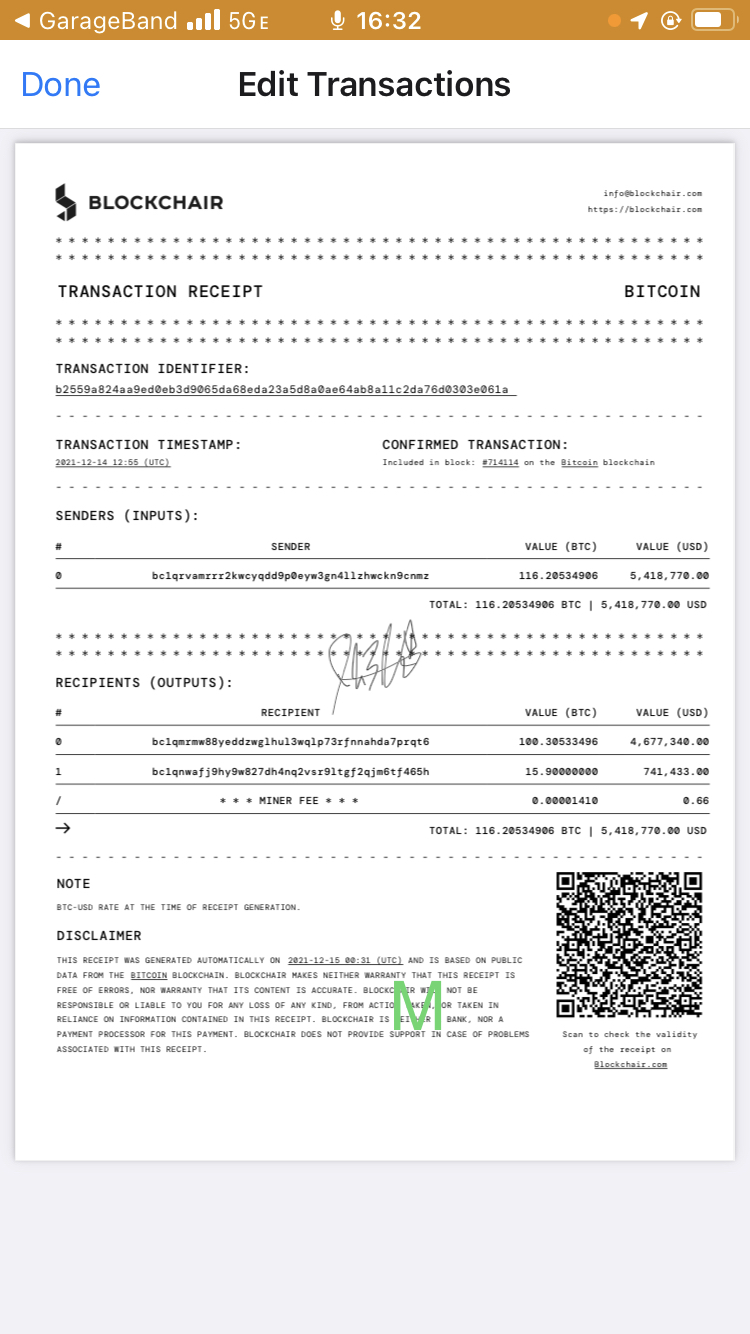 ◀ GarageBand 5GE 16:32
Done Edit Transactions
BLOCKCHAIR
info@blockchair.com
https://blockchair.com
* * * * * * * * * * * * * * * * * * * * * * * * * * * * * * * * * * * * * * * * * * * * * * * * * *
* * * * * * * * * * * * * * * * * * * * * * * * * * * * * * * * * * * * * * * * * * * * * * * * * *
TRANSACTION RECEIPT BITCOIN
* * * * * * * * * * * * * * * * * * * * * * * * * * * * * * * * * * * * * * * * * * * * * * * * * *
* * * * * * * * * * * * * * * * * * * * * * * * * * * * * * * * * * * * * * * * * * * * * * * * * *
TRANSACTION IDENTIFIER:
b2559a824aa9ed0eb3d9065da68eda23a5d8a0ae64ab8a11c2da76d0303e061a
TRANSACTION TIMESTAMP: CONFIRMED TRANSACTION:
2021-12-14 12:55 (UTC) Included in block: #714114 on the Bitcoin blockchain
SENDERS (INPUTS):
# SENDER VALUE (BTC) VALUE (USD)
0 bc1qrvamrrr2kwcyqdd9p0eyw3gn4llzhwckn9cnmz 116.20534906 5,418,770.00
TOTAL: 116.20534906 BTC | 5,418,770.00 USD
* * * * * * * * * * * * * * * * * * * * * * * * * * * * * * * * * * * * * * * * * * * * * * * * * *
* * * * * * * * * * * * * * * * * * * * * * * * * * * * * * * * * * * * * * * * * * * * * * * * * *
RECIPIENTS (OUTPUTS):
# RECIPIENT VALUE (BTC) VALUE (USD)
0 bc1qmrmw88yeddzwglhul3wqlp73rfnnahda7prqt6 100.30533496 4,677,340.00
1 bc1qnwafj9hy9w827dh4nq2vsr9ltgf2qjm6tf465h 15.90000000 741,433.00
/ * * * MINER FEE * * * 0.00001410 0.66
→ TOTAL: 116.20534906 BTC | 5,418,770.00 USD
NOTE
BTC-USD RATE AT THE TIME OF RECEIPT GENERATION.
DISCLAIMER
THIS RECEIPT WAS GENERATED AUTOMATICALLY ON 2021-12-15 00:31 (UTC) AND IS BASED ON PUBLIC
DATA FROM THE BITCOIN BLOCKCHAIN. BLOCKCHAIR MAKES NEITHER WARRANTY THAT THIS RECEIPT IS
FREE OF ERRORS, NOR WARRANTY THAT ITS CONTENT IS ACCURATE. BLOCKCHAIR WILL NOT BE
RESPONSIBLE OR LIABLE TO YOU FOR ANY LOSS OF ANY KIND, FROM ACTION TAKEN, OR TAKEN IN
RELIANCE ON INFORMATION CONTAINED IN THIS RECEIPT. BLOCKCHAIR IS NEITHER A BANK, NOR A
PAYMENT PROCESSOR FOR THIS PAYMENT. BLOCKCHAIR DOES NOT PROVIDE SUPPORT IN CASE OF PROBLEMS
ASSOCIATED WITH THIS RECEIPT.
M
Scan to check the validity
of the receipt on
Blockchair.com